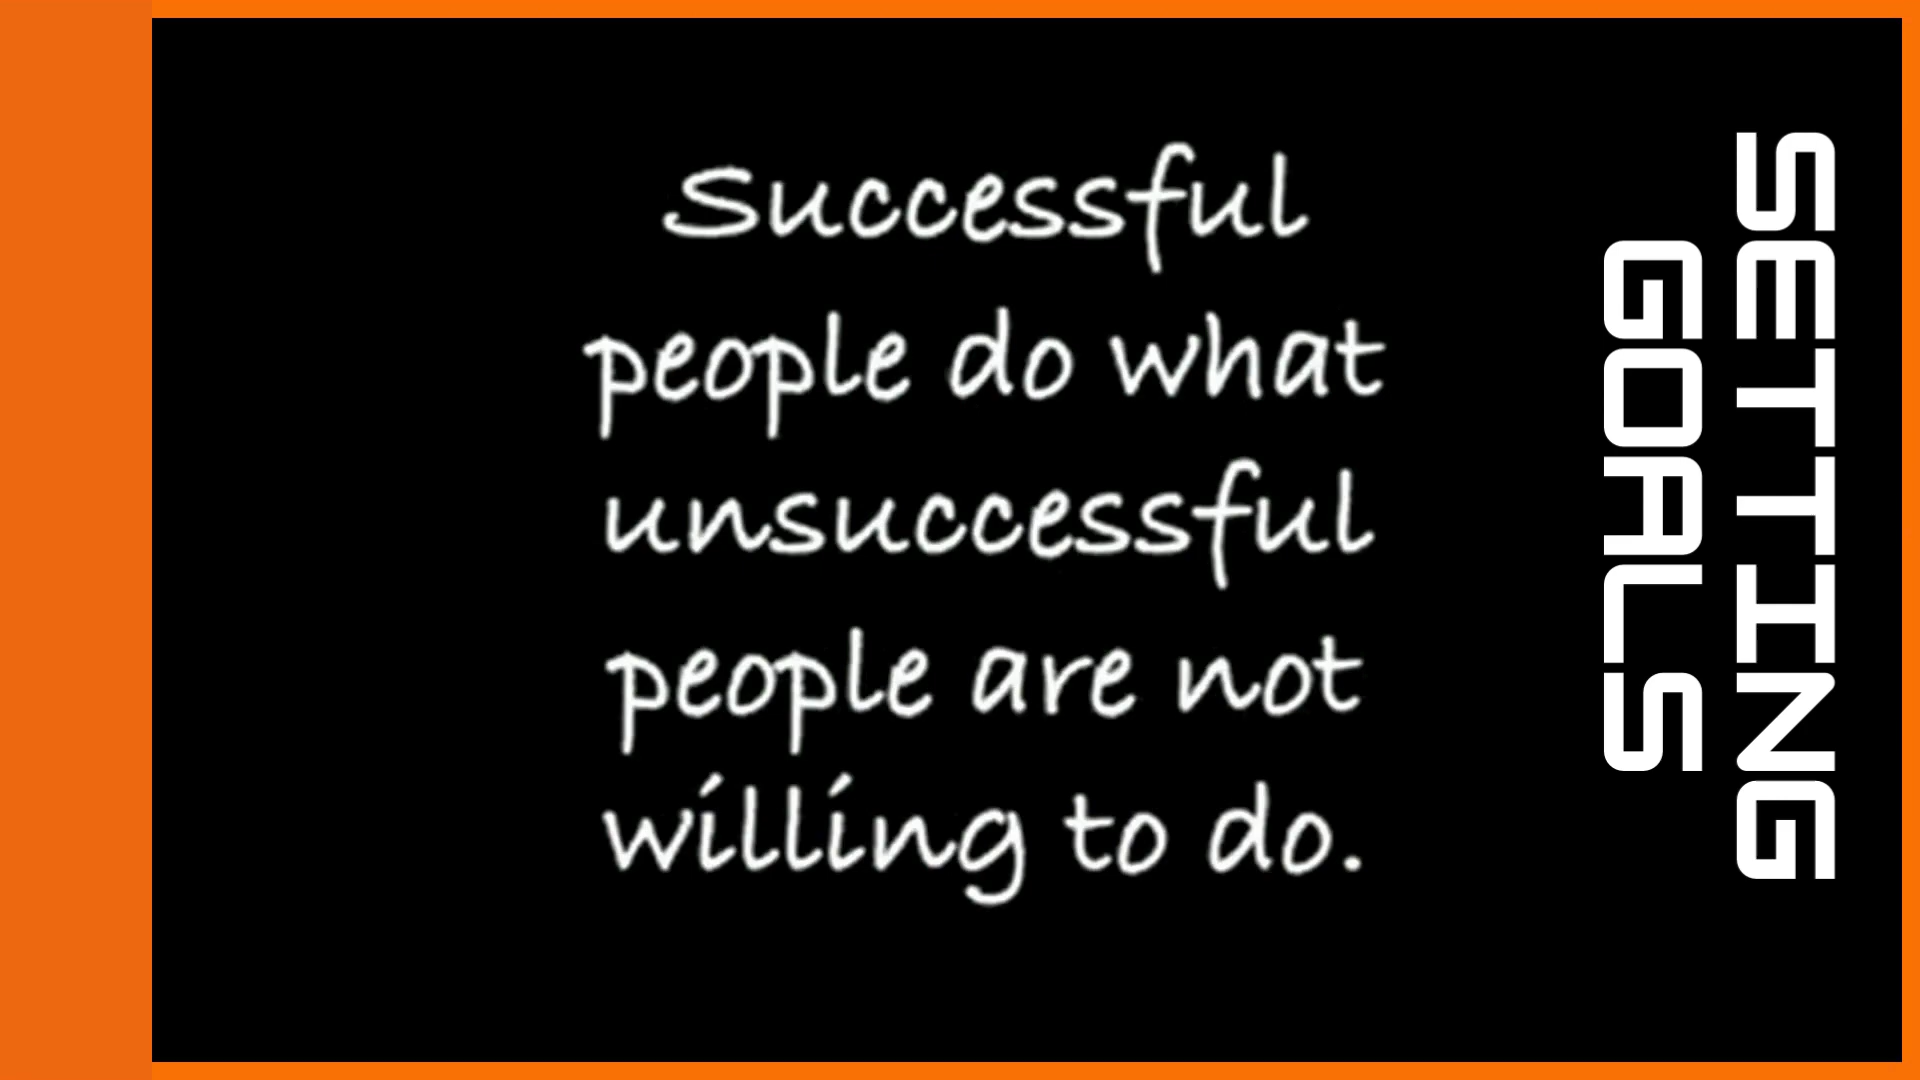 Successful
people do what
unsuccessful
people are not
willing to do.
SETTING
GOALS